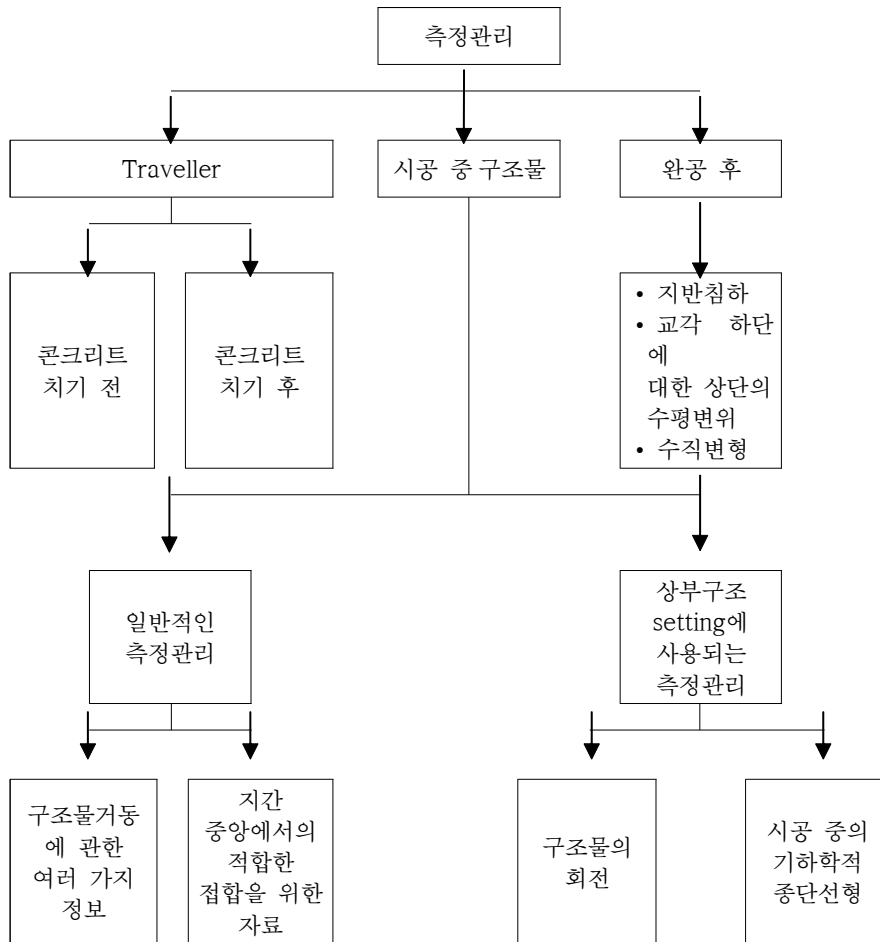 측정관리
Traveller
시공 중 구조물
완공 후
콘크리트
치기 전
콘크리트
치기 후
• 지반침하
• 교각 하단
에
대한 상단의
수평변위
• 수직변형
일반적인
측정관리
상부구조
setting에
사용되는
측정관리
구조물거동
에 관한
여러 가지
정보
지간
중앙에서의
적합한
접합을 위한
자료
구조물의
회전
시공 중의
기하학적
종단선형